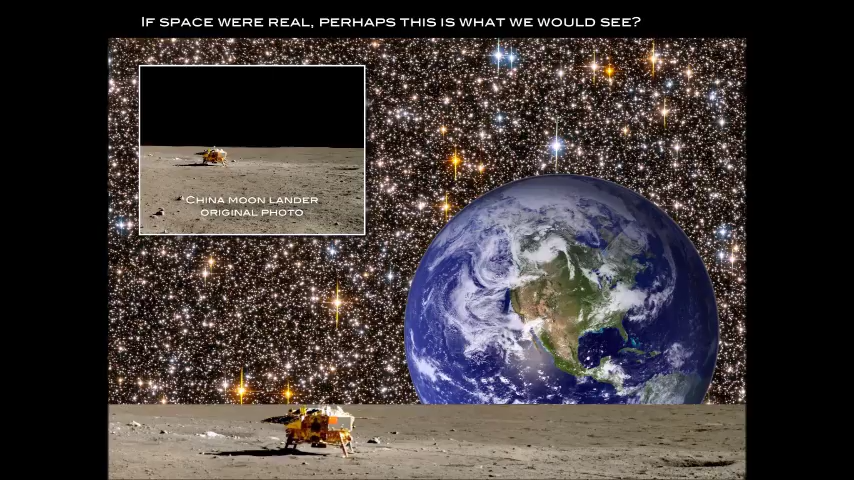 If space were real, perhaps this is what we would see?
*China moon lander
original photo